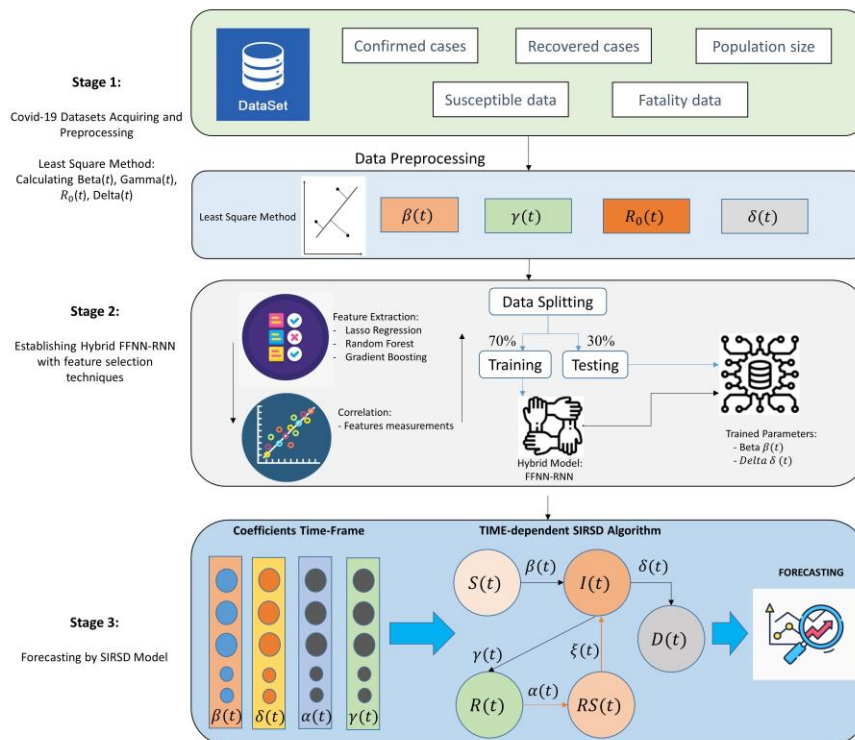 Stage 1:
Covid-19 Datasets Acquiring and
Preprocessing
Least Square Method:
Calculating Beta(t), Gamma(t),
R₀(t), Delta(t)
DataSet
Confirmed cases
Recovered cases
Population size
Susceptible data
Fatality data
Data Preprocessing
Least Square Method
β(t)
γ(t)
R₀(t)
δ(t)
Stage 2:
Establishing Hybrid FFNN-RNN
with feature selection
techniques
Feature Extraction:
- Lasso Regression
- Random Forest
- Gradient Boosting
Correlation:
- Features measurements
Data Splitting
70%
30%
Training
Testing
Hybrid Model:
FFNN-RNN
Trained Parameters:
- Beta β(t)
- Delta δ (t)
Stage 3:
Forecasting by SIRSD Model
Coefficients Time-Frame
β(t)
δ(t)
α(t)
γ(t)
TIME-dependent SIRSD Algorithm
S(t)
β(t)
I(t)
δ(t)
D(t)
γ(t)
ξ(t)
R(t)
α(t)
RS(t)
FORECASTING